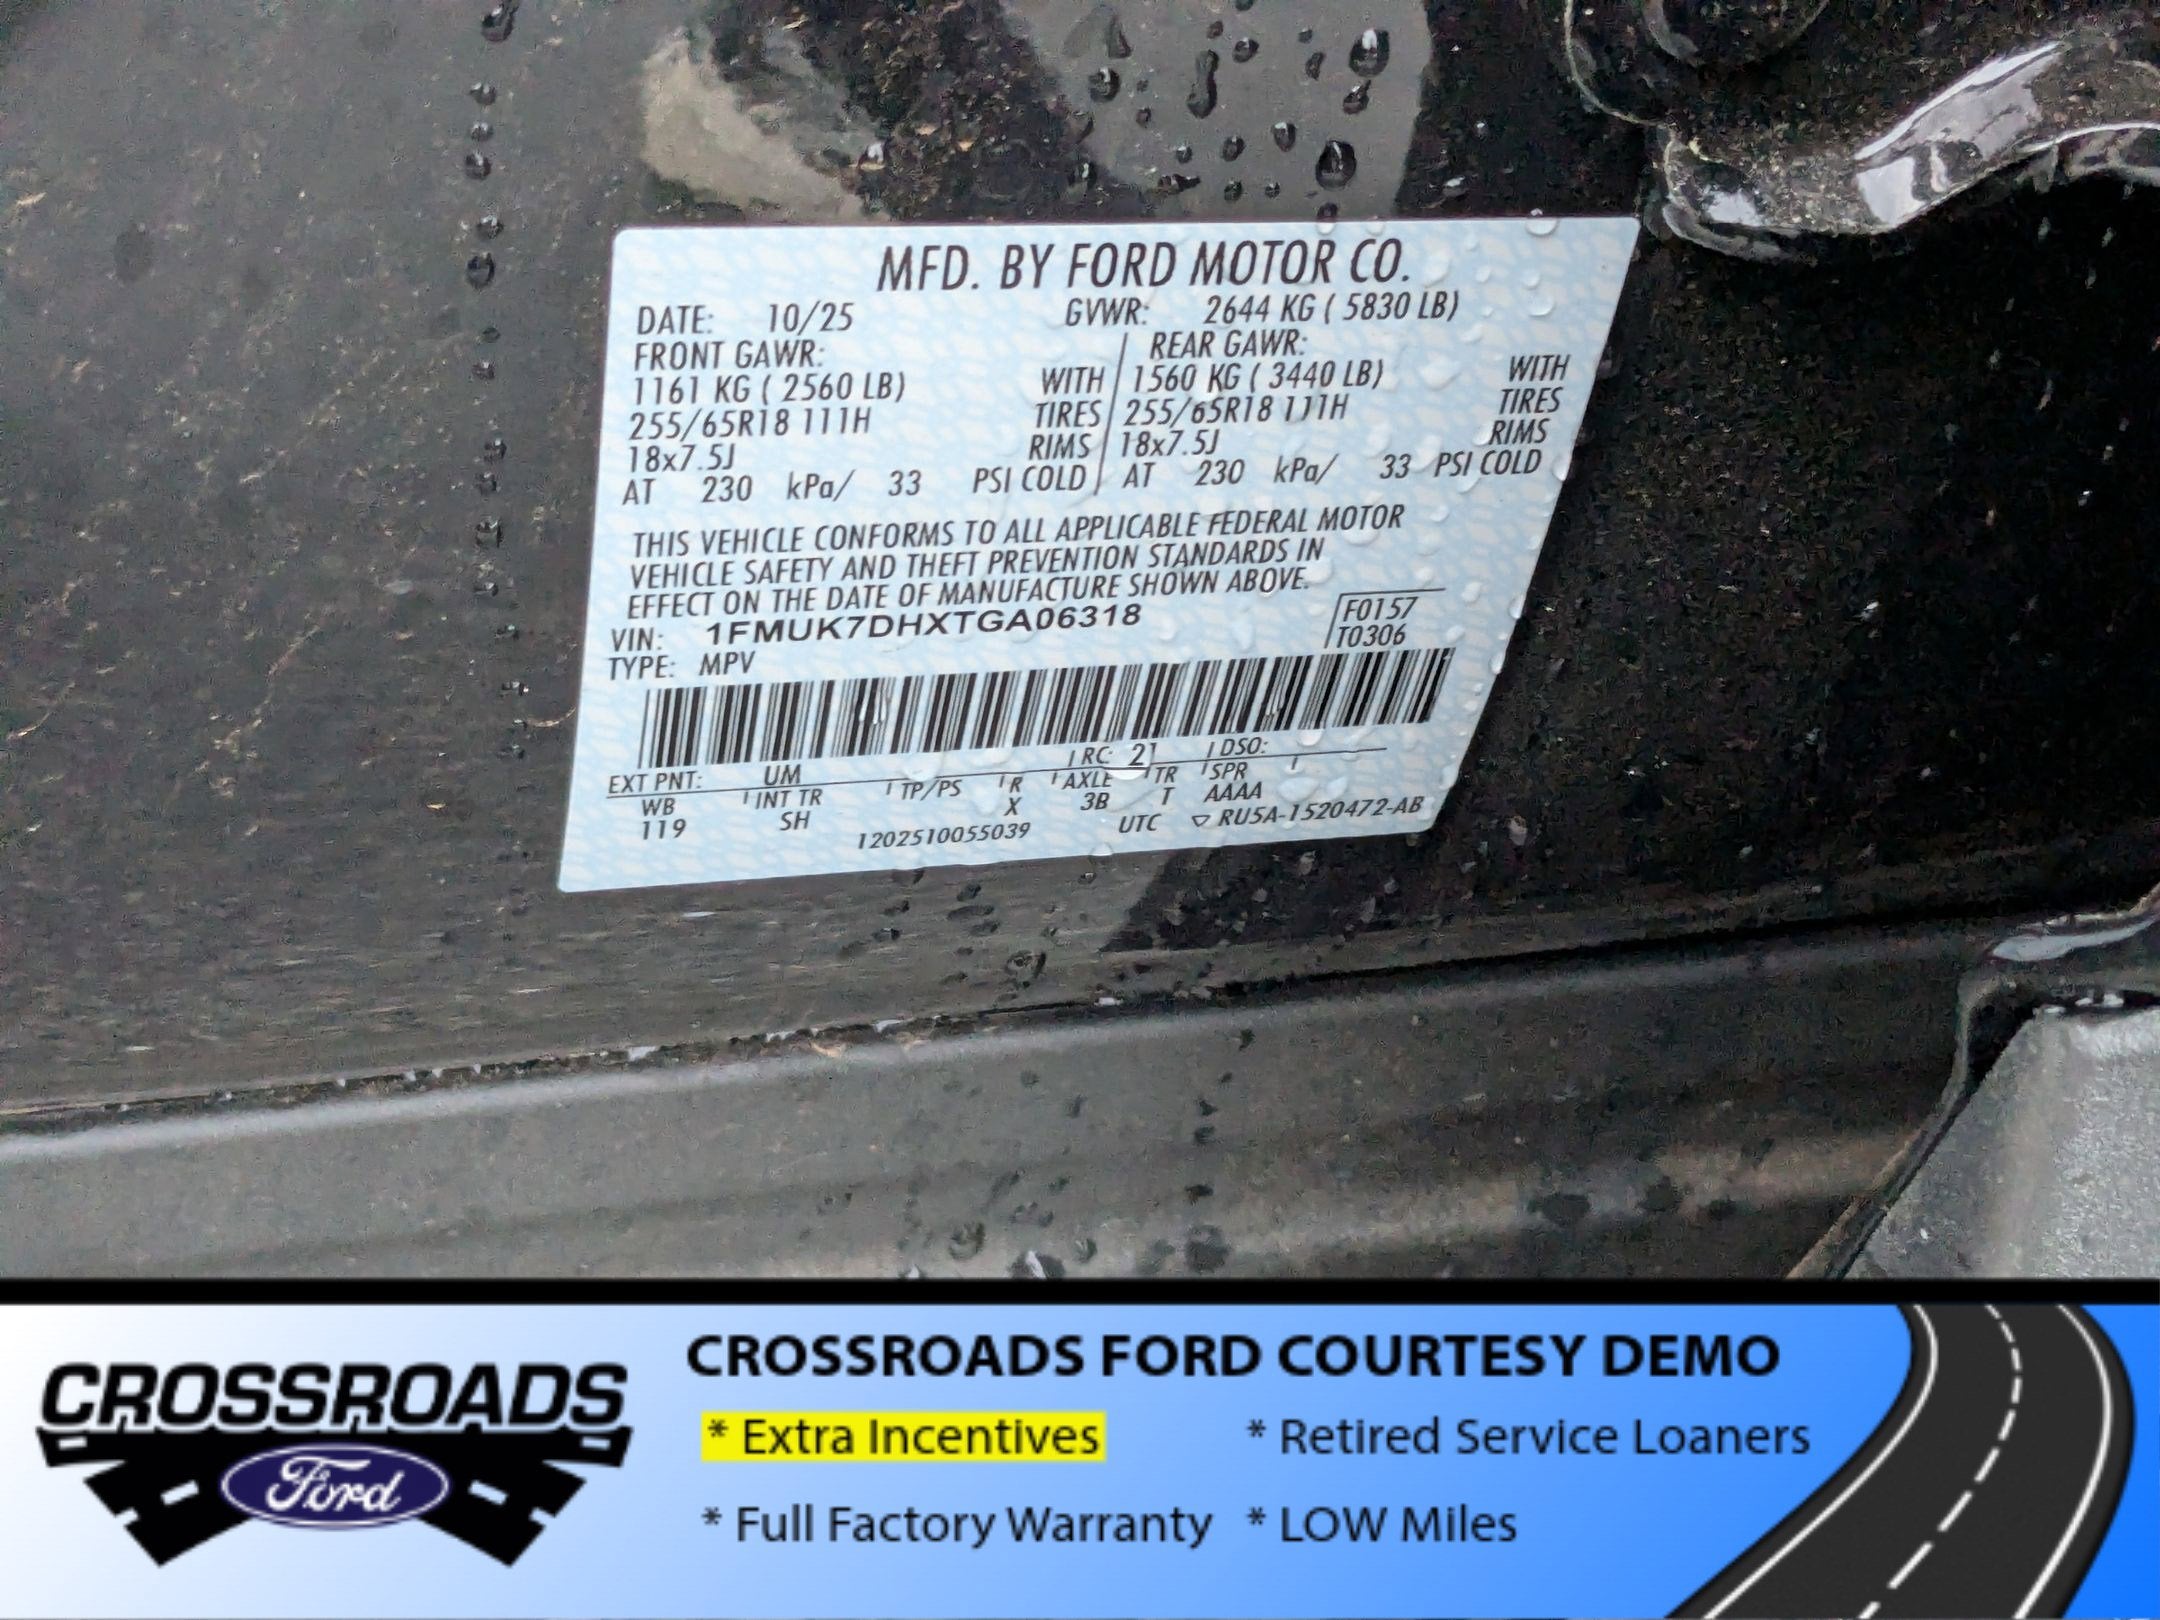 MFD. BY FORD MOTOR CO.
DATE: 10/25 GVWR: 2644 KG ( 5830 LB)
FRONT GAWR: REAR GAWR:
1161 KG ( 2560 LB) WITH 1560 KG ( 3440 LB) WITH
255/65R18 111H TIRES 255/65R18 111H TIRES
18x7.5J RIMS 18x7.5J RIMS
AT 230 kPa/ 33 PSI COLD AT 230 kPa/ 33 PSI COLD
THIS VEHICLE CONFORMS TO ALL APPLICABLE FEDERAL MOTOR
VEHICLE SAFETY AND THEFT PREVENTION STANDARDS IN
EFFECT ON THE DATE OF MANUFACTURE SHOWN ABOVE.
VIN: 1FMUK7DHXTGA06318 F0157
TYPE: MPV T0306
EXT PNT: UM RC: 21 DSO:
WB INT TR TP/PS R AXLE TR SPR
119 SH X 3B T AAAA
1202510055039 UTC ▽ RU5A-1520472-AB
CROSSROADS
Ford
CROSSROADS FORD COURTESY DEMO
* Extra Incentives * Retired Service Loaners
* Full Factory Warranty * LOW Miles